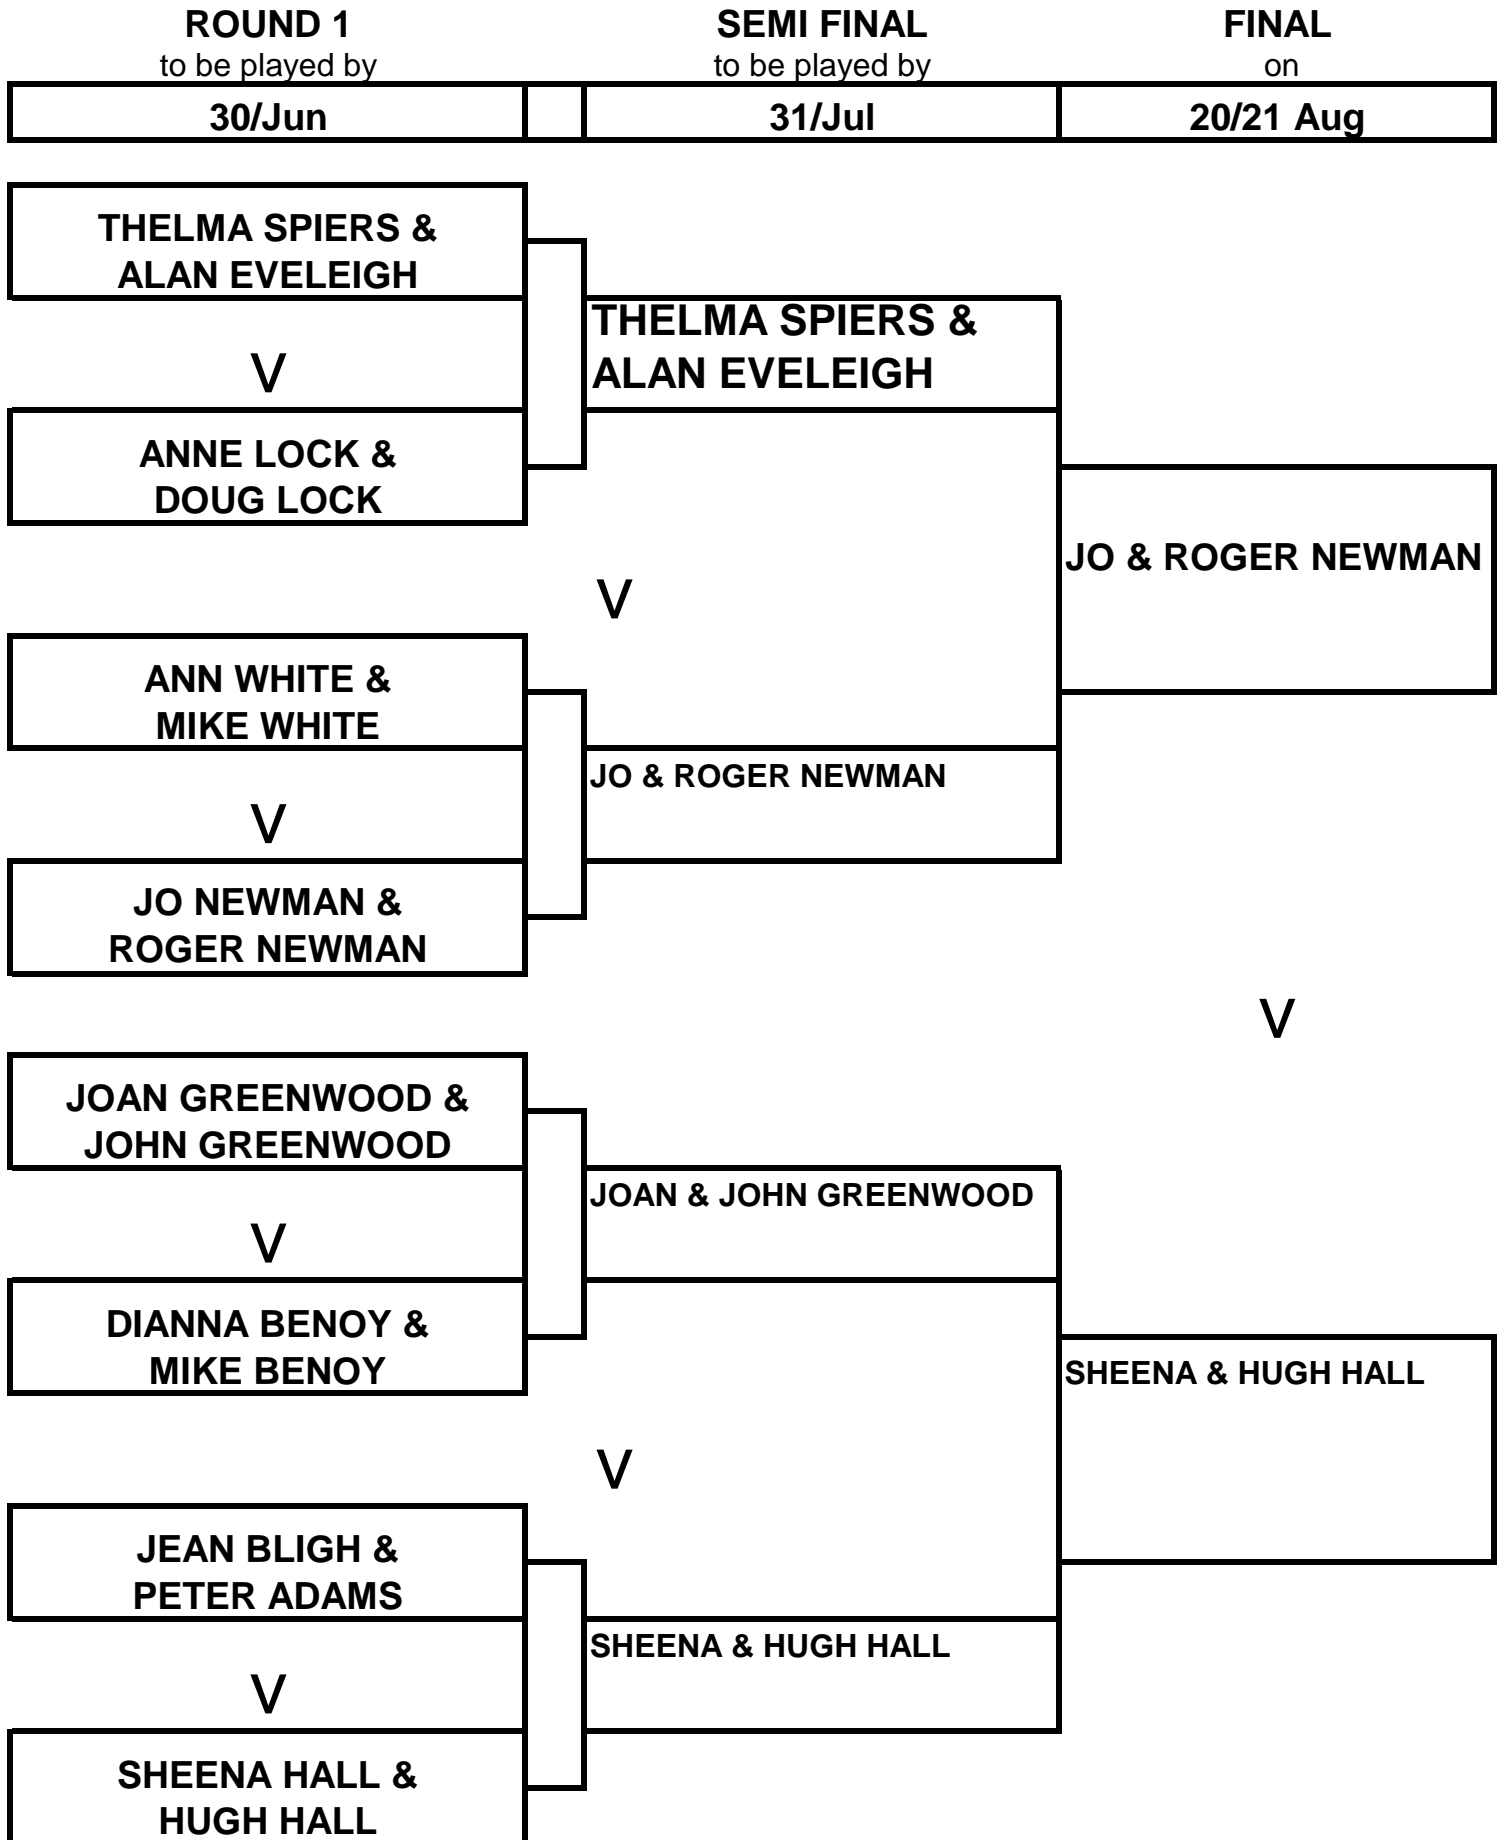 ROUND 1
to be played by
30/Jun
SEMI FINAL
to be played by
31/Jul
FINAL
on
20/21 Aug
THELMA SPIERS &
ALAN EVELEIGH
V
ANNE LOCK &
DOUG LOCK
ANN WHITE &
MIKE WHITE
V
JO NEWMAN &
ROGER NEWMAN
JOAN GREENWOOD &
JOHN GREENWOOD
V
DIANNA BENOY &
MIKE BENOY
JEAN BLIGH &
PETER ADAMS
V
SHEENA HALL &
HUGH HALL
THELMA SPIERS &
ALAN EVELEIGH
V
JO & ROGER NEWMAN
JOAN & JOHN GREENWOOD
V
SHEENA & HUGH HALL
JO & ROGER NEWMAN
V
SHEENA & HUGH HALL